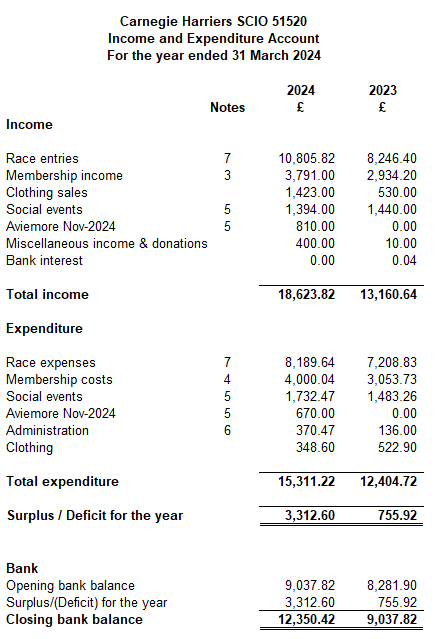 Carnegie Harriers SCIO 51520
Income and Expenditure Account
For the year ended 31 March 2024
2024 2023
Notes £ £
Income
Race entries 7 10,805.82 8,246.40
Membership income 3 3,791.00 2,934.20
Clothing sales 1,423.00 530.00
Social events 5 1,394.00 1,440.00
Aviemore Nov-2024 5 810.00 0.00
Miscellaneous income & donations 400.00 10.00
Bank interest 0.00 0.04
Total income 18,623.82 13,160.64
Expenditure
Race expenses 7 8,189.64 7,208.83
Membership costs 4 4,000.04 3,053.73
Social events 5 1,732.47 1,483.26
Aviemore Nov-2024 5 670.00 0.00
Administration 6 370.47 136.00
Clothing 348.60 522.90
Total expenditure 15,311.22 12,404.72
Surplus / Deficit for the year 3,312.60 755.92
Bank
Opening bank balance 9,037.82 8,281.90
Surplus/(Deficit) for the year 3,312.60 755.92
Closing bank balance 12,350.42 9,037.82